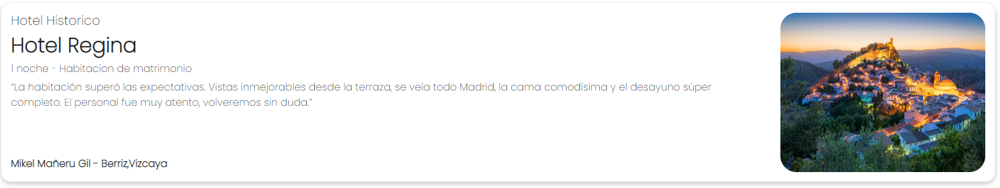 Hotel Historico
Hotel Regina
1 noche - Habitacion de matrimonio
“La habitación superó las expectativas. Vistas inmejorables desde la terraza, se veía todo Madrid, la cama comodísima y el desayuno súper
completo. El personal fue muy atento, volveremos sin duda.”
Mikel Mañeru Gil - Berriz,Vizcaya